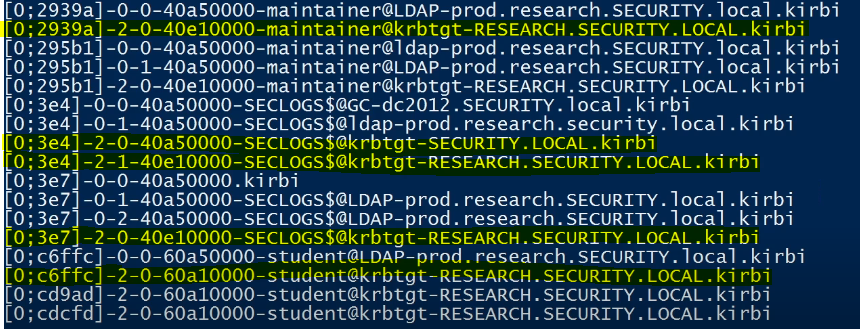 [0;2939a]-0-0-40a50000-maintainer@LDAP-prod.research.SECURITY.local.kirbi
[0;2939a]-2-0-40e10000-maintainer@krbtgt-RESEARCH.SECURITY.LOCAL.kirbi
[0;295b1]-0-0-40a50000-maintainer@ldap-prod.research.SECURITY.local.kirbi
[0;295b1]-0-1-40a50000-maintainer@LDAP-prod.research.SECURITY.local.kirbi
[0;295b1]-2-0-40e10000-maintainer@krbtgt-RESEARCH.SECURITY.LOCAL.kirbi
[0;3e4]-0-0-40a50000-SECLOGS$@GC-dc2012.SECURITY.local.kirbi
[0;3e4]-0-1-40a50000-SECLOGS$@ldap-prod.research.security.local.kirbi
[0;3e4]-2-0-40a50000-SECLOGS$@krbtgt-SECURITY.LOCAL.kirbi
[0;3e4]-2-1-40e10000-SECLOGS$@krbtgt-RESEARCH.SECURITY.LOCAL.kirbi
[0;3e7]-0-0-40a50000.kirbi
[0;3e7]-0-1-40a50000-SECLOGS$@LDAP-prod.research.SECURITY.local.kirbi
[0;3e7]-0-2-40a50000-SECLOGS$@LDAP-prod.research.SECURITY.local.kirbi
[0;3e7]-2-0-40e10000-SECLOGS$@krbtgt-RESEARCH.SECURITY.LOCAL.kirbi
[0;c6ffc]-0-0-60a50000-student@LDAP-prod.research.SECURITY.local.kirbi
[0;c6ffc]-2-0-60a10000-student@krbtgt-RESEARCH.SECURITY.LOCAL.kirbi
[0;cd9ad]-2-0-60a10000-student@krbtgt-RESEARCH.SECURITY.LOCAL.kirbi
[0;cdcfd]-2-0-60a10000-student@krbtgt-RESEARCH.SECURITY.LOCAL.kirbi